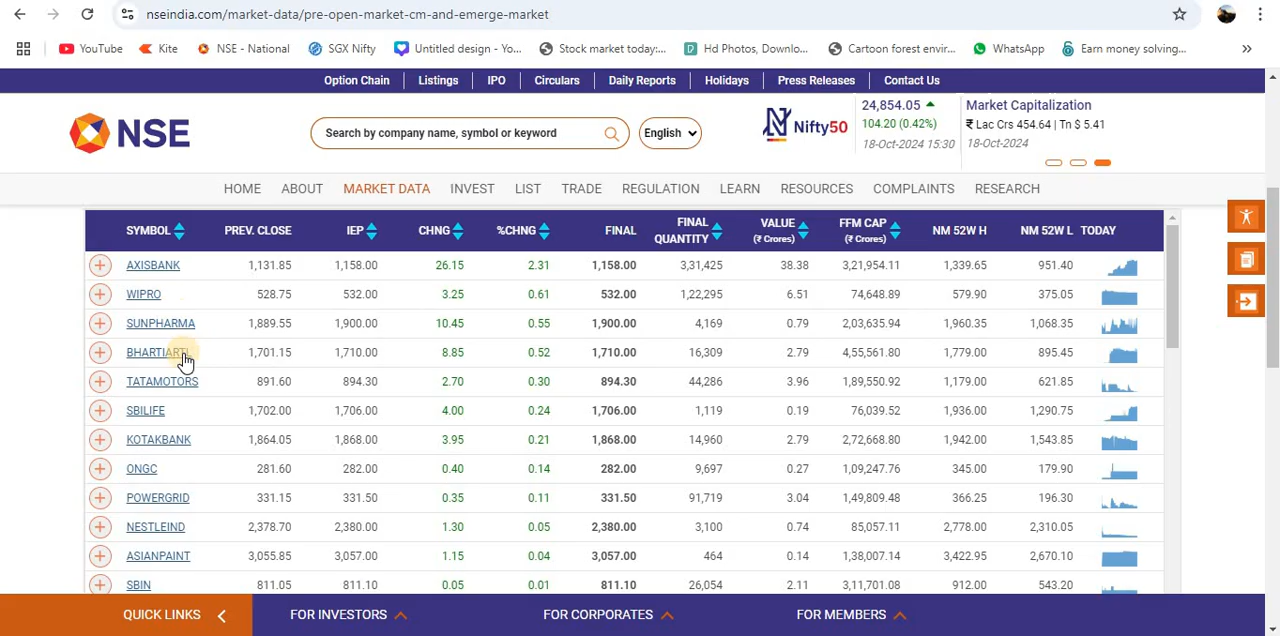 nseindia.com/market-data/pre-open-market-cm-and-emerge-market
YouTube Kite NSE - National SGX Nifty Untitled design - Yo... Stock market today:... Hd Photos, Downlo... Cartoon forest envir... WhatsApp Earn money solving... »
Option Chain Listings IPO Circulars Daily Reports Holidays Press Releases Contact Us
NSE
Search by company name, symbol or keyword
English
Nifty50
24,854.05
104.20 (0.42%)
18-Oct-2024 15:30
Market Capitalization
₹ Lac Crs 454.64 | Tn $ 5.41
18-Oct-2024
HOME ABOUT MARKET DATA INVEST LIST TRADE REGULATION LEARN RESOURCES COMPLAINTS RESEARCH
SYMBOL PREV. CLOSE IEP CHNG %CHNG FINAL FINAL QUANTITY VALUE (₹ Crores) FFM CAP (₹ Crores) NM 52W H NM 52W L TODAY
AXISBANK 1,131.85 1,158.00 26.15 2.31 1,158.00 3,31,425 38.38 3,21,954.11 1,339.65 951.40
WIPRO 528.75 532.00 3.25 0.61 532.00 1,22,295 6.51 74,648.89 579.90 375.05
SUNPHARMA 1,889.55 1,900.00 10.45 0.55 1,900.00 4,169 0.79 2,03,635.94 1,960.35 1,068.35
1,701.15 1,710.00 8.85 0.52 1,710.00 16,309 2.79 4,55,561.80 1,779.00 895.45
TATAMOTORS 891.60 894.30 2.70 0.30 894.30 44,286 3.96 1,89,550.92 1,179.00 621.85
SBILIFE 1,702.00 1,706.00 4.00 0.24 1,706.00 1,119 0.19 76,039.52 1,936.00 1,290.75
KOTAKBANK 1,864.05 1,868.00 3.95 0.21 1,868.00 14,960 2.79 2,72,668.80 1,942.00 1,543.85
ONGC 281.60 282.00 0.40 0.14 282.00 9,697 0.27 1,09,247.76 345.00 179.90
POWERGRID 331.15 331.50 0.35 0.11 331.50 91,719 3.04 1,49,809.48 366.25 196.30
NESTLEIND 2,378.70 2,380.00 1.30 0.05 2,380.00 3,100 0.74 85,057.11 2,778.00 2,310.05
ASIANPAINT 3,055.85 3,057.00 1.15 0.04 3,057.00 464 0.14 1,38,007.14 3,422.95 2,670.10
SBIN 811.05 811.10 0.05 0.01 811.10 26,054 2.11 3,11,701.08 912.00 543.20
QUICK LINKS FOR INVESTORS FOR CORPORATES FOR MEMBERS